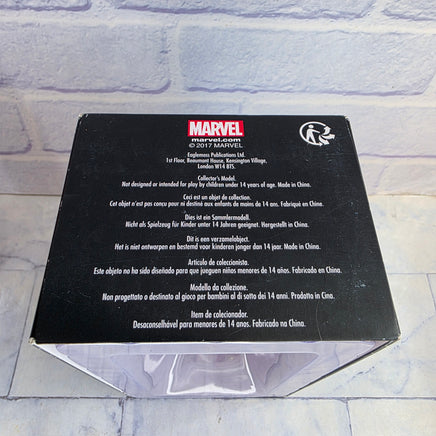 MARVEL
marvel.com
© 2017 MARVEL
Eaglemoss Publications Ltd.
1st Floor, Beaumont House, Kensington Village,
London W14 8TS.
Collector's Model.
Not designed or intended for play by children under 14 years of age. Made in China.
Ceci est un objet de collection.
Cet objet n'est pas conçu pour ni destiné aux enfants de moins de 14 ans. Fabriqué en Chine.
Dies ist ein Sammlermodell.
Nicht als Spielzeug für Kinder unter 14 Jahren geeignet. Hergestellt in China.
Dit is een verzamelobject.
Het is niet ontworpen en bestemd voor kinderen jonger dan 14 jaar. Made in China.
Artículo de coleccionista.
Este objeto no ha sido diseñado para que jueguen niños menores de 14 años. Fabricado en China.
Modello da collezione.
Non progettato o destinato al gioco per bambini al di sotto dei 14 anni. Prodotto in Cina.
Item de colecionador.
Desaconselhável para menores de 14 anos. Fabricado na China.